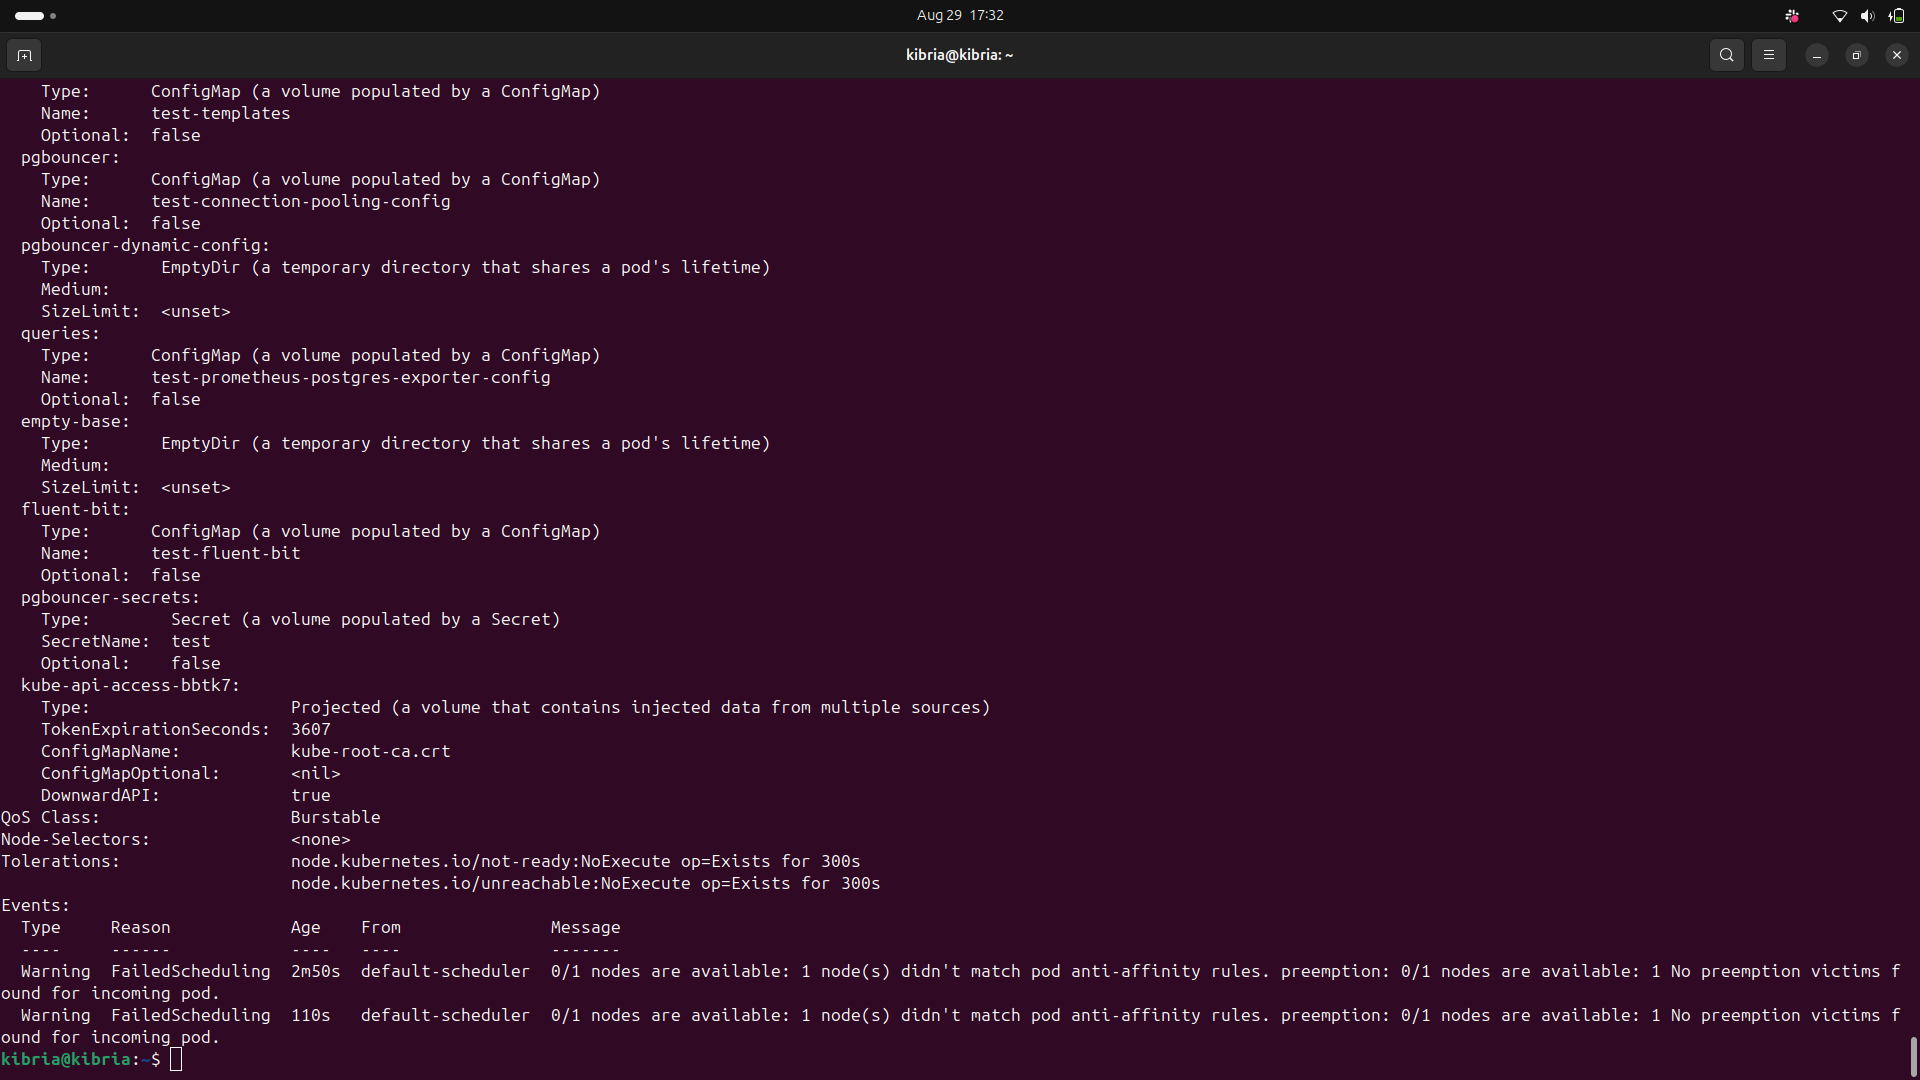 Aug 29 17:32
kibria@kibria: ~
    Type:      ConfigMap (a volume populated by a ConfigMap)
    Name:      test-templates
    Optional:  false
  pgbouncer:
    Type:      ConfigMap (a volume populated by a ConfigMap)
    Name:      test-connection-pooling-config
    Optional:  false
  pgbouncer-dynamic-config:
    Type:       EmptyDir (a temporary directory that shares a pod's lifetime)
    Medium:
    SizeLimit:  <unset>
  queries:
    Type:      ConfigMap (a volume populated by a ConfigMap)
    Name:      test-prometheus-postgres-exporter-config
    Optional:  false
  empty-base:
    Type:       EmptyDir (a temporary directory that shares a pod's lifetime)
    Medium:
    SizeLimit:  <unset>
  fluent-bit:
    Type:      ConfigMap (a volume populated by a ConfigMap)
    Name:      test-fluent-bit
    Optional:  false
  pgbouncer-secrets:
    Type:        Secret (a volume populated by a Secret)
    SecretName:  test
    Optional:    false
  kube-api-access-bbtk7:
    Type:                    Projected (a volume that contains injected data from multiple sources)
    TokenExpirationSeconds:  3607
    ConfigMapName:           kube-root-ca.crt
    ConfigMapOptional:       <nil>
    DownwardAPI:             true
QoS Class:                   Burstable
Node-Selectors:              <none>
Tolerations:                 node.kubernetes.io/not-ready:NoExecute op=Exists for 300s
                             node.kubernetes.io/unreachable:NoExecute op=Exists for 300s
Events:
  Type     Reason            Age    From               Message
  ----     ------            ----   ----               -------
  Warning  FailedScheduling  2m50s  default-scheduler  0/1 nodes are available: 1 node(s) didn't match pod anti-affinity rules. preemption: 0/1 nodes are available: 1 No preemption victims f
ound for incoming pod.
  Warning  FailedScheduling  110s   default-scheduler  0/1 nodes are available: 1 node(s) didn't match pod anti-affinity rules. preemption: 0/1 nodes are available: 1 No preemption victims f
ound for incoming pod.
kibria@kibria:~$